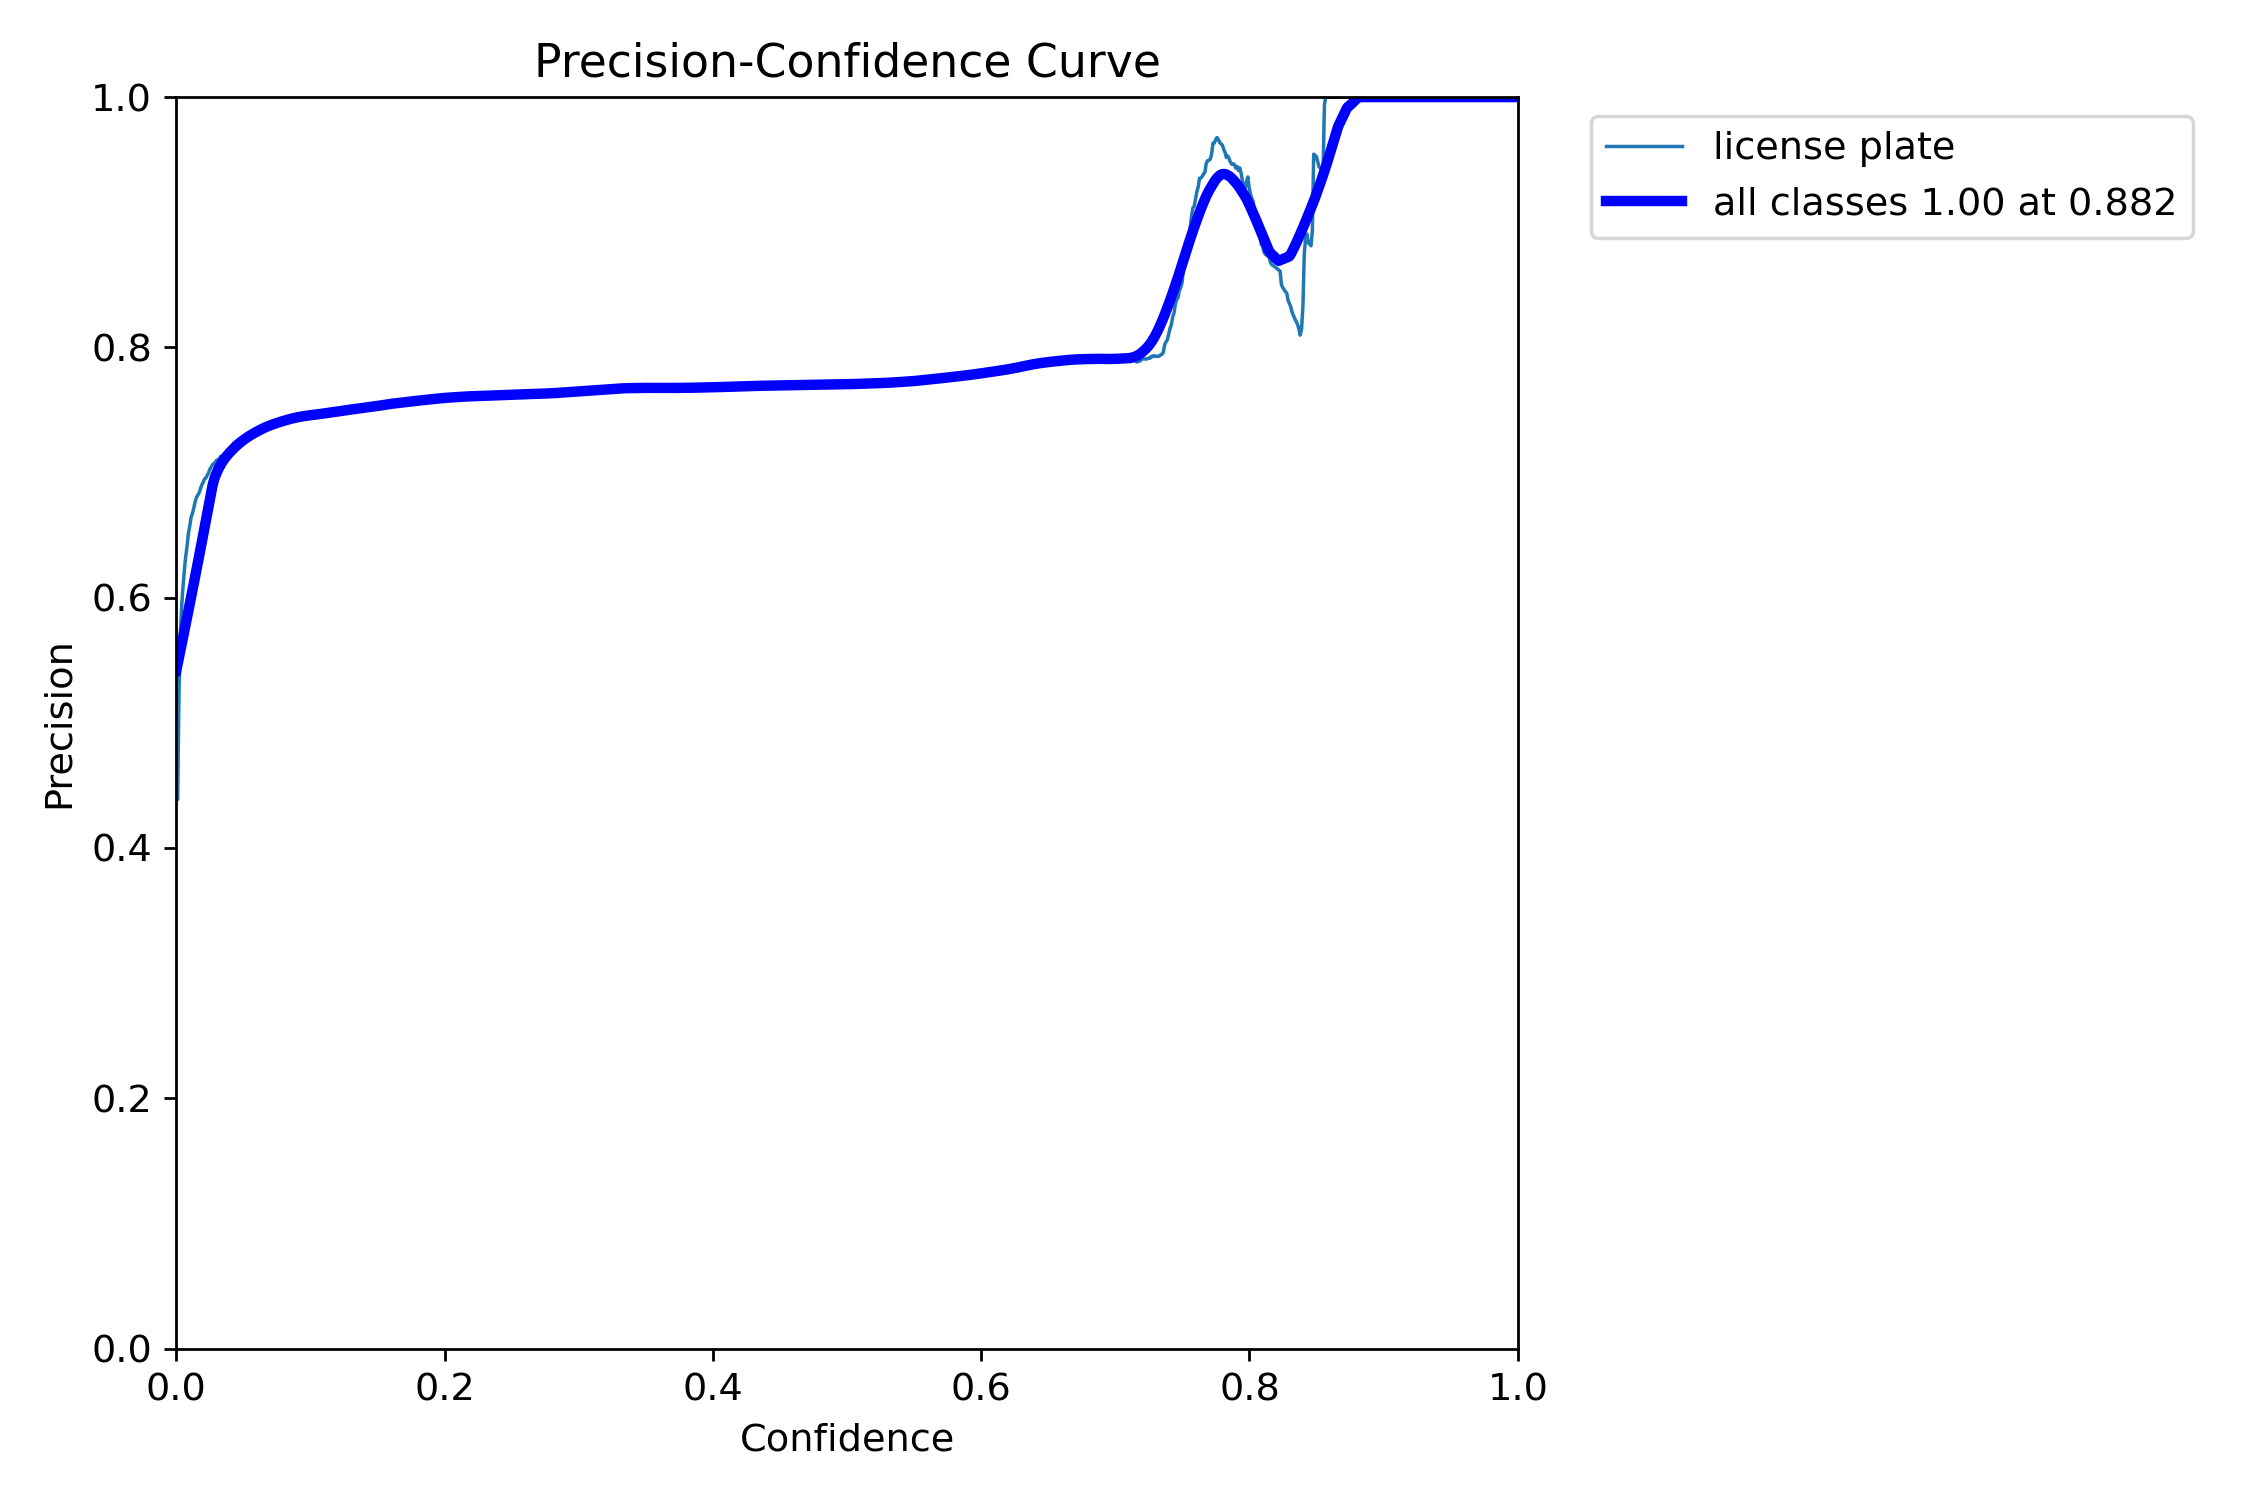 Precision-Confidence Curve
1.0
0.8
0.6
0.4
0.2
0.0
Precision
0.0 0.2 0.4 0.6 0.8 1.0
Confidence
license plate
all classes 1.00 at 0.882